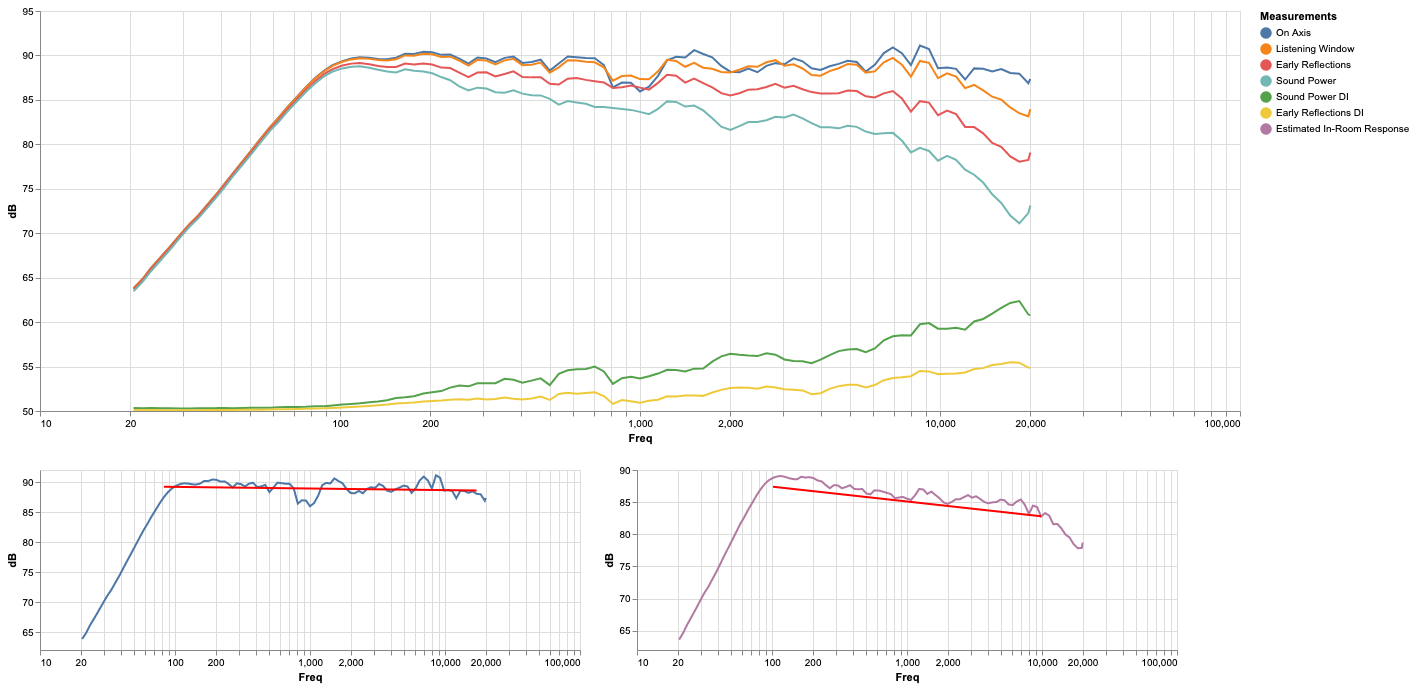 95
90
85
80
75
70
65
60
55
50
dB
10 20 100 200 1,000 2,000 10,000 20,000 100,000
Freq
Measurements
On Axis
Listening Window
Early Reflections
Sound Power
Sound Power DI
Early Reflections DI
Estimated In-Room Response
90
85
80
75
70
65
dB
10 20 100 200 1,000 2,000 10,000 20,000 100,000
Freq
90
85
80
75
70
65
dB
10 20 100 200 1,000 2,000 10,000 20,000 100,000
Freq